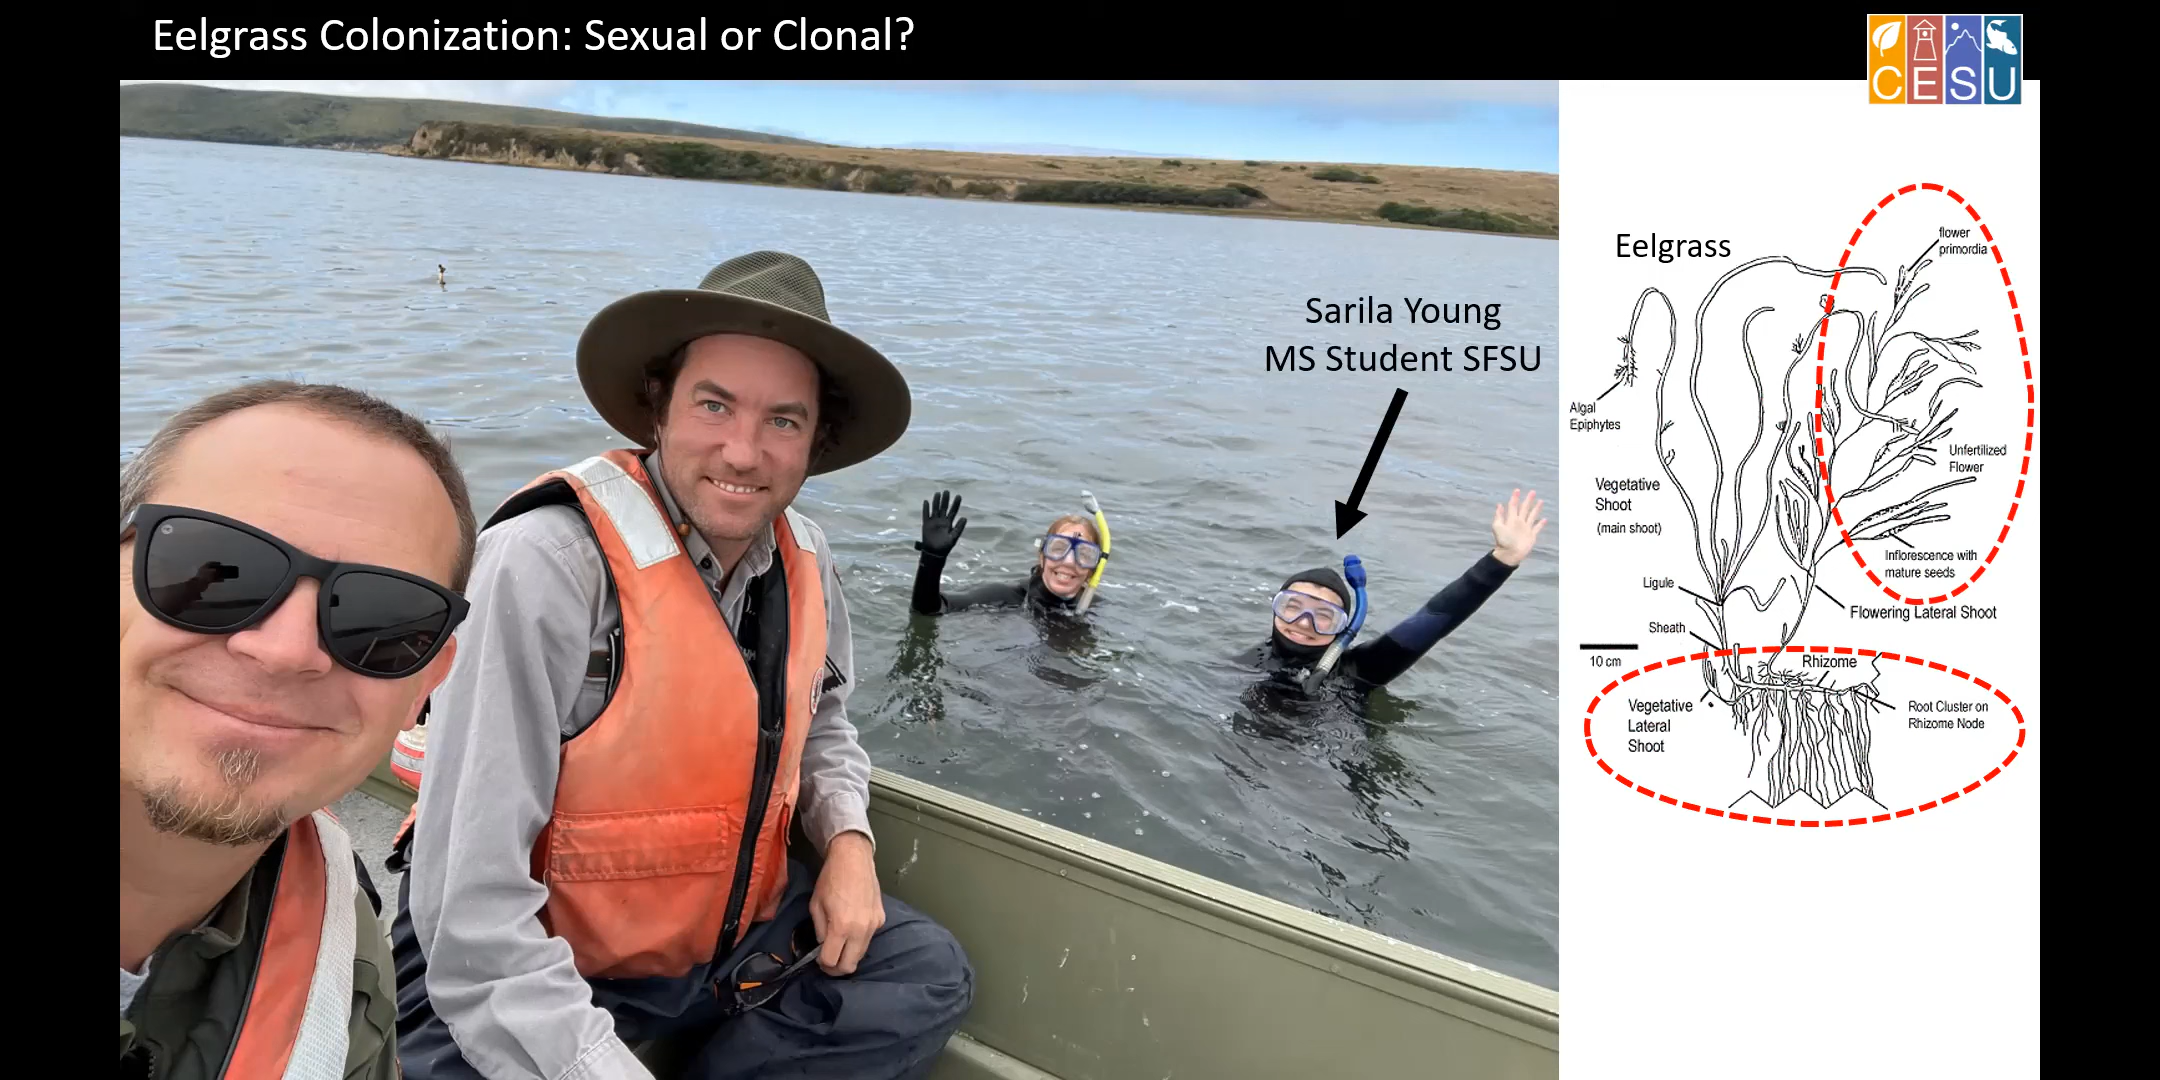 Eelgrass Colonization: Sexual or Clonal?
CESU
Sarila Young
MS Student SFSU
Eelgrass
flower
primordia
Algal
Epiphytes
Unfertilized
Flower
Vegetative
Shoot
(main shoot)
Inflorescence with
mature seeds
Ligule
Flowering Lateral Shoot
Sheath
10 cm
Rhizome
Vegetative
Lateral
Shoot
Root Cluster on
Rhizome Node